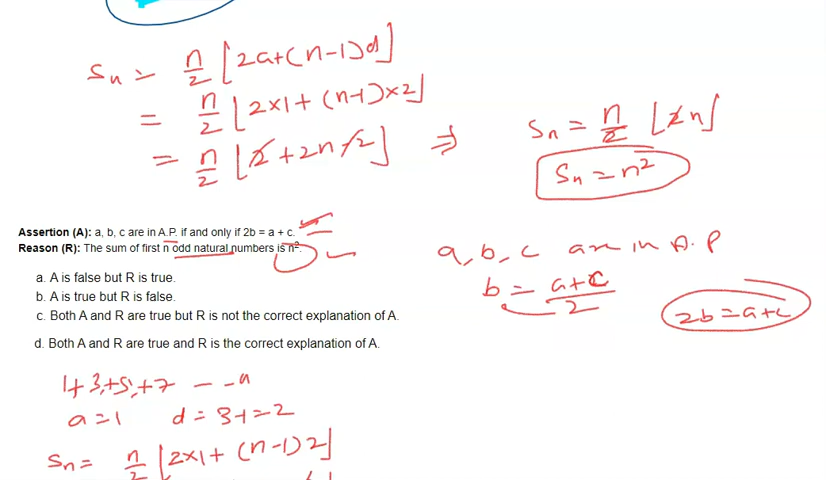 Sn = n/2 [2a+(n-1)d]
= n/2 [2×1+(n-1)×2]
= n/2 [2+2n-2] ⇒ Sn = n/2 [2n]
Sn = n²
Assertion (A): a, b, c are in A.P. if and only if 2b = a + c.
Reason (R): The sum of first n odd natural numbers is n².
a, b, c are in A.P
b = a+c/2
2b = a+c
a. A is false but R is true.
b. A is true but R is false.
c. Both A and R are true but R is not the correct explanation of A.
d. Both A and R are true and R is the correct explanation of A.
1+3+5+7 - - n
a=1 d = 3-1=2
Sn = n/2 [2×1+(n-1)2]